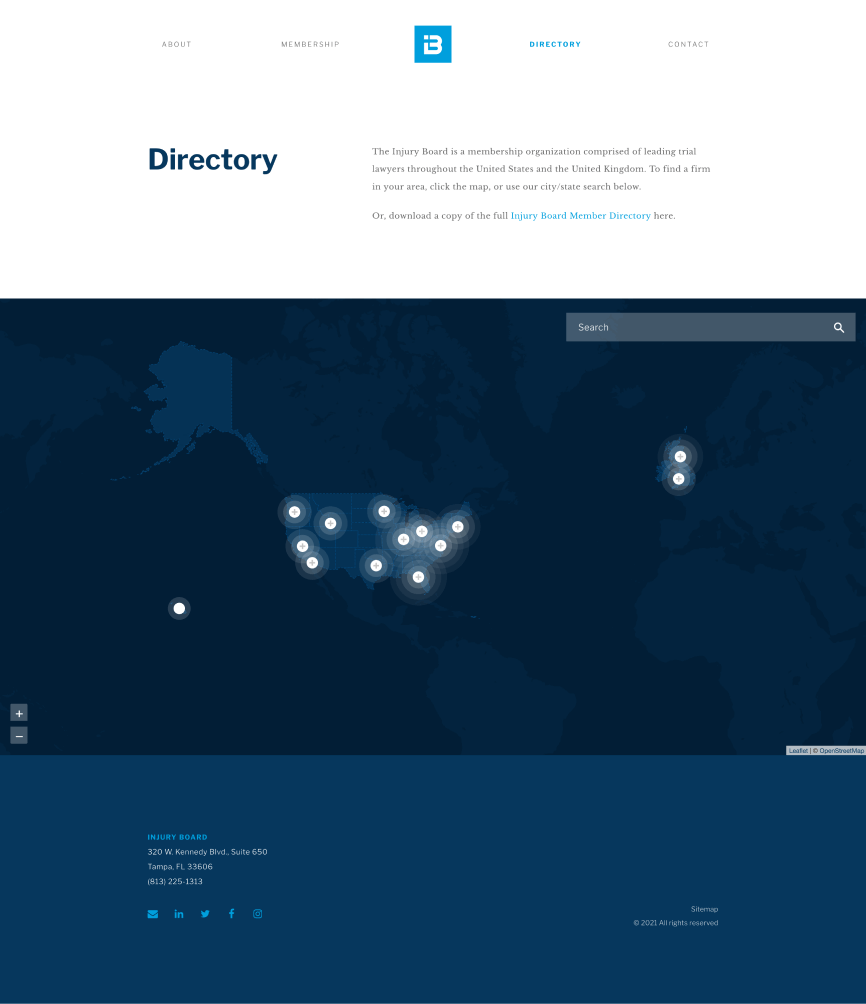 ABOUT
MEMBERSHIP
iB
DIRECTORY
CONTACT
Directory
The Injury Board is a membership organization comprised of leading trial
lawyers throughout the United States and the United Kingdom. To find a firm
in your area, click the map, or use our city/state search below.
Or, download a copy of the full Injury Board Member Directory here.
Search
+
−
Leaflet | © OpenStreetMap
INJURY BOARD
320 W. Kennedy Blvd., Suite 650
Tampa, FL 33606
(813) 225-1313
Sitemap
© 2021 All rights reserved